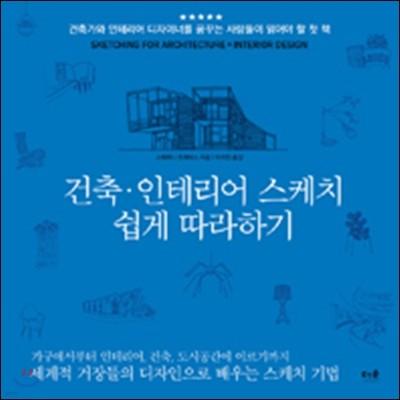 ★★★★★
건축가와 인테리어 디자이너를 꿈꾸는 사람들이 읽어야 할 첫 책
SKETCHING FOR ARCHITECTURE + INTERIOR DESIGN
지음 | 옮김
건축·인테리어 스케치
쉽게 따라하기
가구에서부터 인테리어, 건축, 도시공간에 이르기까지
세계적 거장들의 디자인으로 배우는 스케치 기법